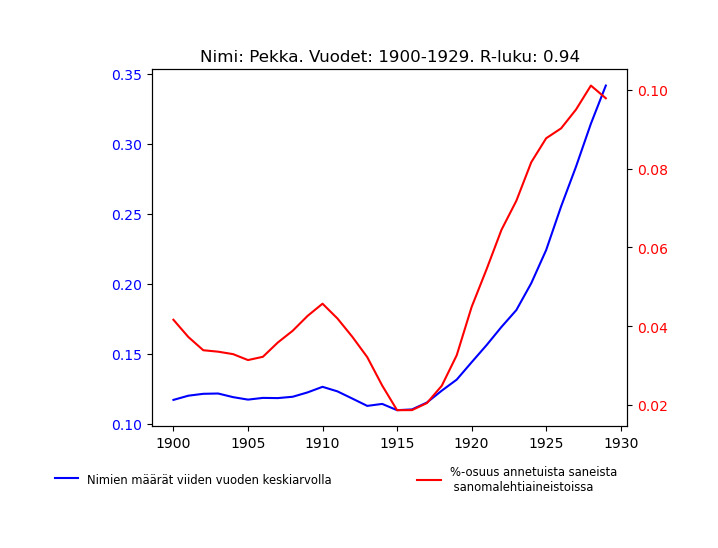 Nimi: Pekka. Vuodet: 1900-1929. R-luku: 0.94
0.35
0.30
0.25
0.20
0.15
0.10
0.10
0.08
0.06
0.04
0.02
1900 1905 1910 1915 1920 1925 1930
Nimien määrät viiden vuoden keskiarvolla
%-osuus annetuista saneista
sanomalehtiaineistoissa